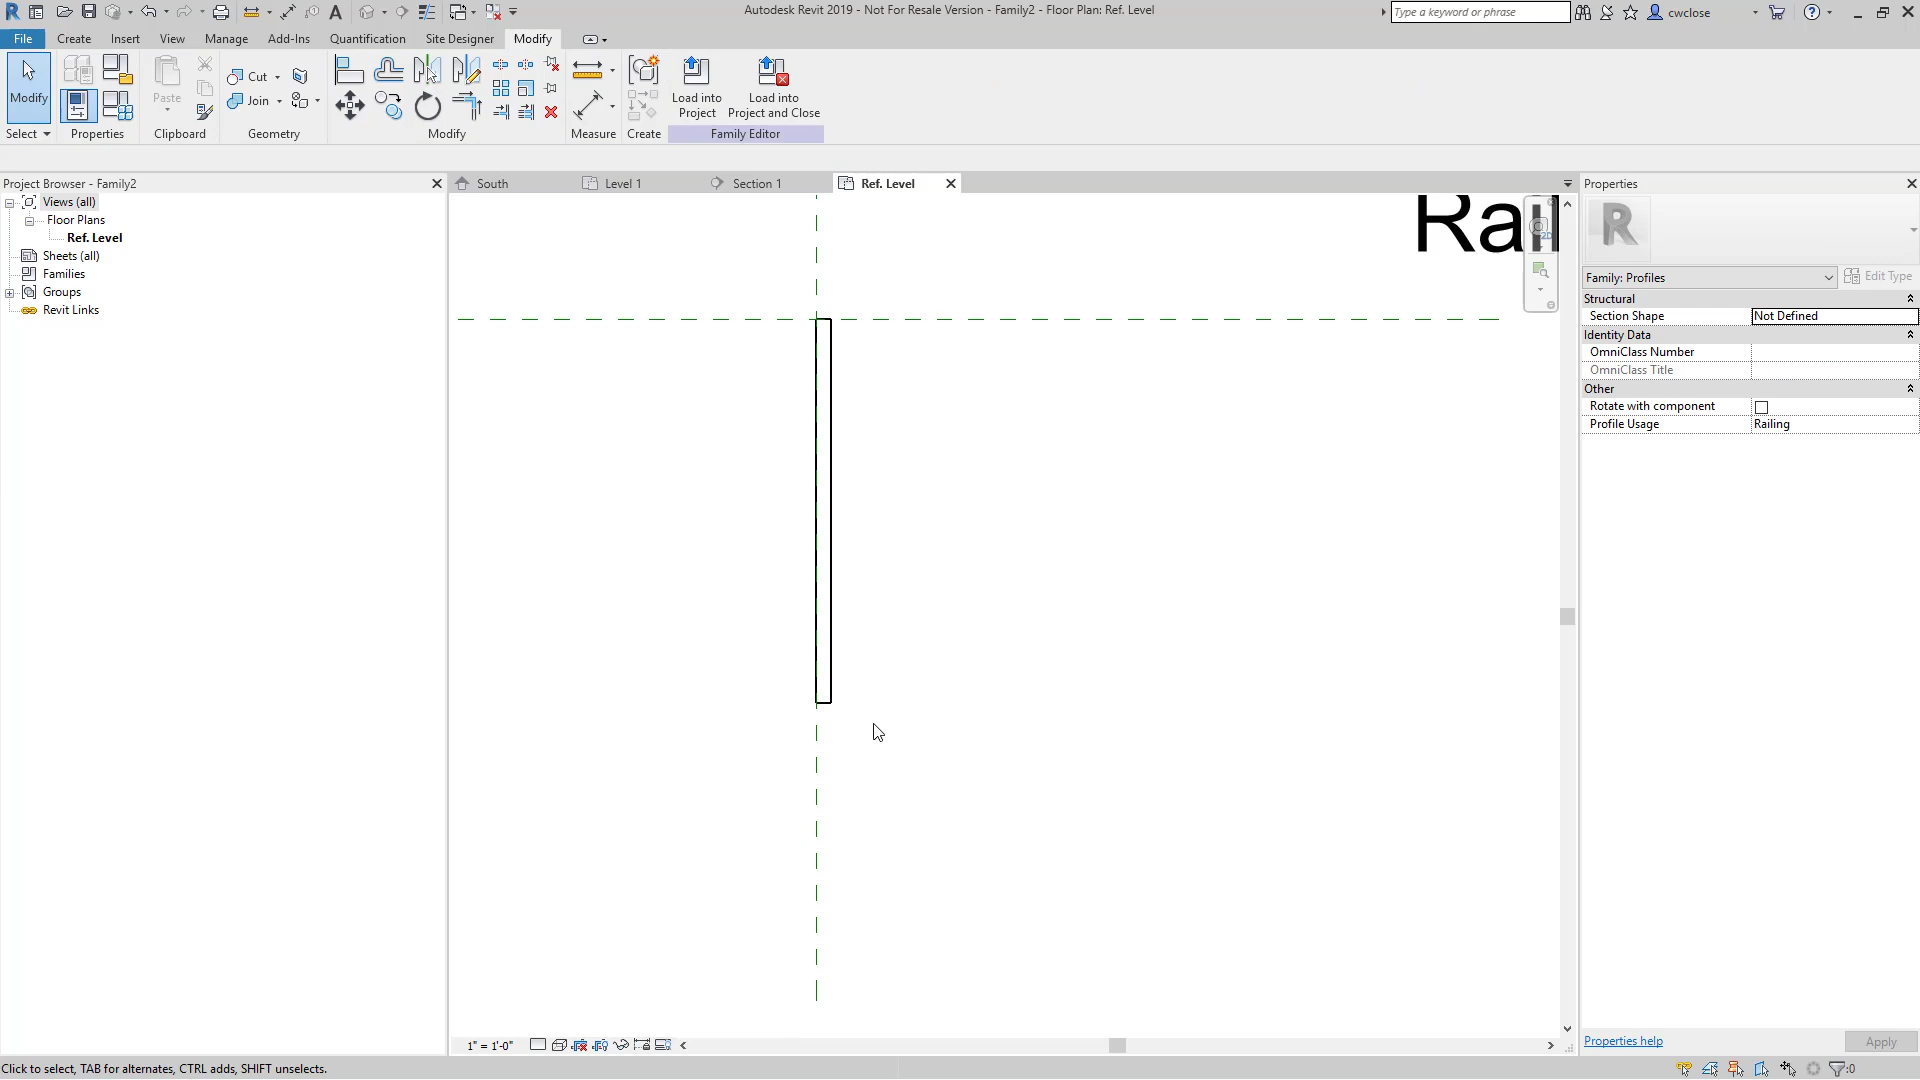 Autodesk Revit 2019 - Not For Resale Version - Family2 - Floor Plan: Ref. Level
Type a keyword or phrase
cwclose
File
Create
Insert
View
Manage
Add-Ins
Quantification
Site Designer
Modify
Modify
Paste
Cut
Join
Load into
Project
Load into
Project and Close
Select
Properties
Clipboard
Geometry
Modify
Measure
Create
Family Editor
Project Browser - Family2
Views (all)
Floor Plans
Ref. Level
Sheets (all)
Families
Groups
Revit Links
South
Level 1
Section 1
Ref. Level
Rail
Properties
Family: Profiles
Edit Type
Structural
Section Shape
Not Defined
Identity Data
OmniClass Number
OmniClass Title
Other
Rotate with component
Profile Usage
Railing
1" = 1'-0"
Properties help
Apply
Click to select, TAB for alternates, CTRL adds, SHIFT unselects.
:0